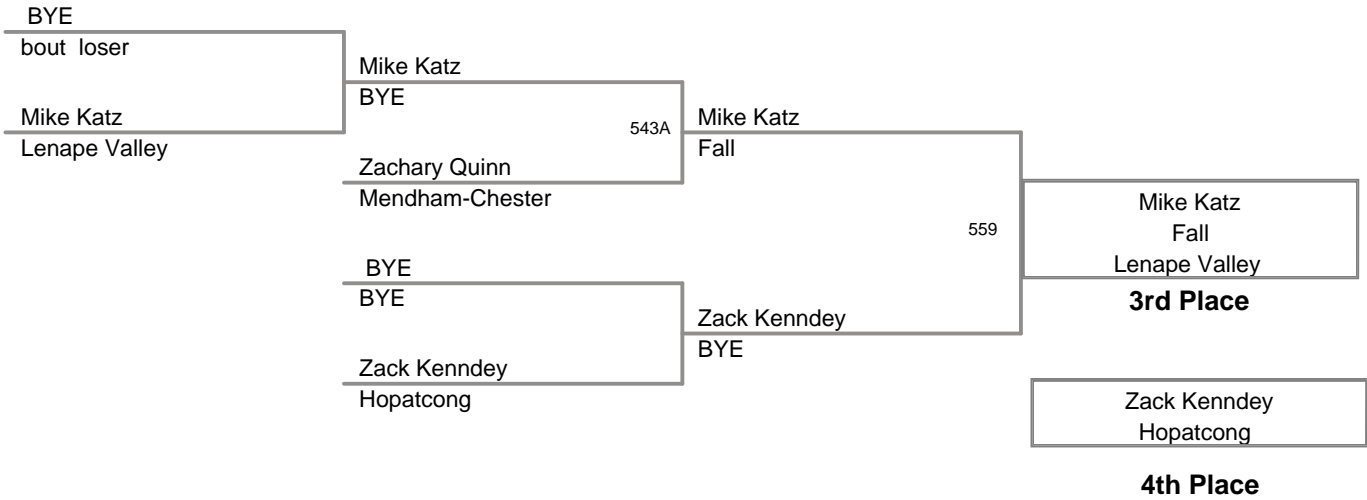 BYE
bout loser
Mike Katz
Lenape Valley
Mike Katz
BYE
543A
Zachary Quinn
Mendham-Chester
BYE
BYE
Zack Kenndey
Hopatcong
Mike Katz
Fall
559
Zack Kenndey
BYE
Mike Katz
Fall
Lenape Valley
3rd Place
Zack Kenndey
Hopatcong
4th Place